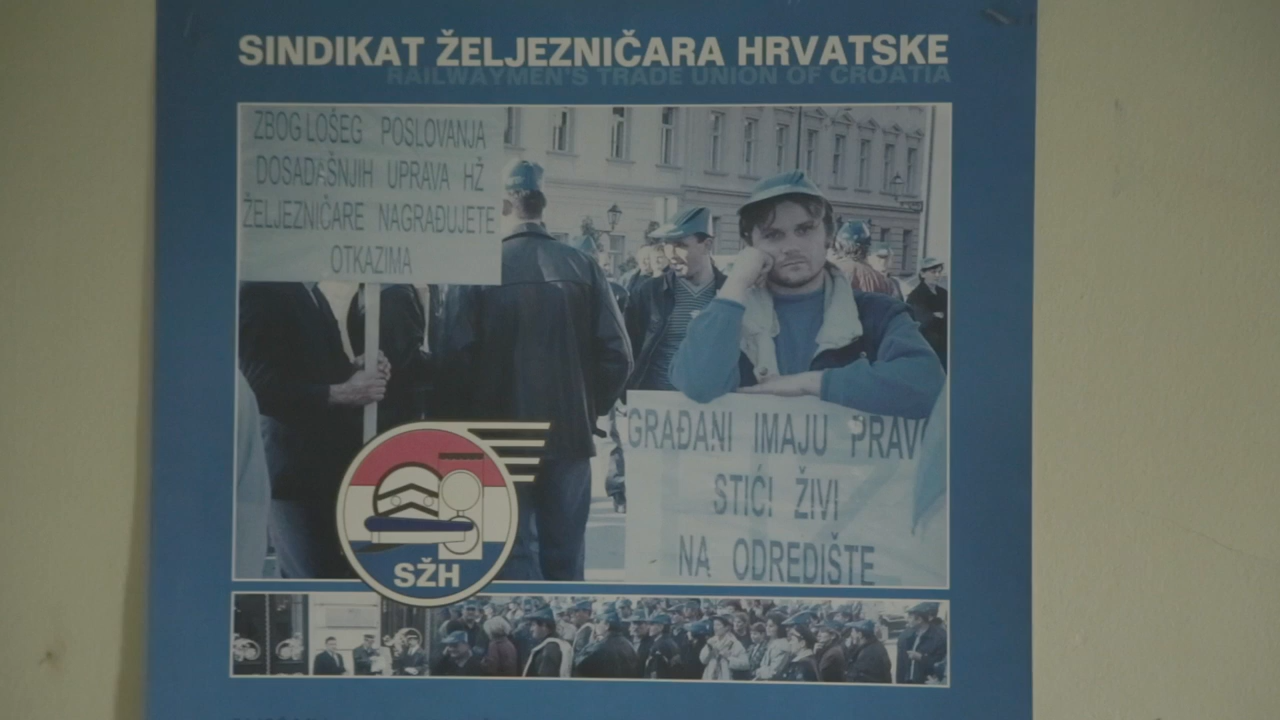 SINDIKAT ŽELJEZNIČARA HRVATSKE
RAILWAYMEN'S TRADE UNION OF CROATIA
ZBOG LOŠEG POSLOVANJA
DOSADAŠNJIH UPRAVA HŽ
ŽELJEZNIČARE NAGRAĐUJETE
OTKAZIMA
GRAĐANI IMAJU PRAV
STIĆI ŽIVI
NA ODREDIŠTE
SŽH